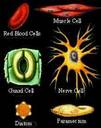 Red Blood Cells
Muscle Cell
Guard Cell
Nerve Cell
Diatom
Paramecium